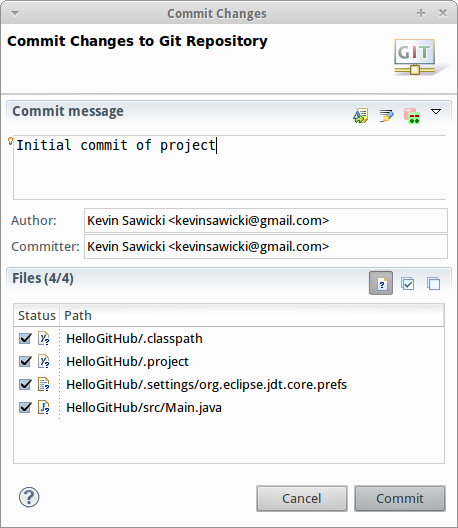 Commit Changes
Commit Changes to Git Repository
GIT
Commit message
Initial commit of project
Author: Kevin Sawicki <kevinsawicki@gmail.com>
Committer: Kevin Sawicki <kevinsawicki@gmail.com>
Files (4/4)
Status Path
HelloGitHub/.classpath
HelloGitHub/.project
HelloGitHub/.settings/org.eclipse.jdt.core.prefs
HelloGitHub/src/Main.java
Cancel Commit